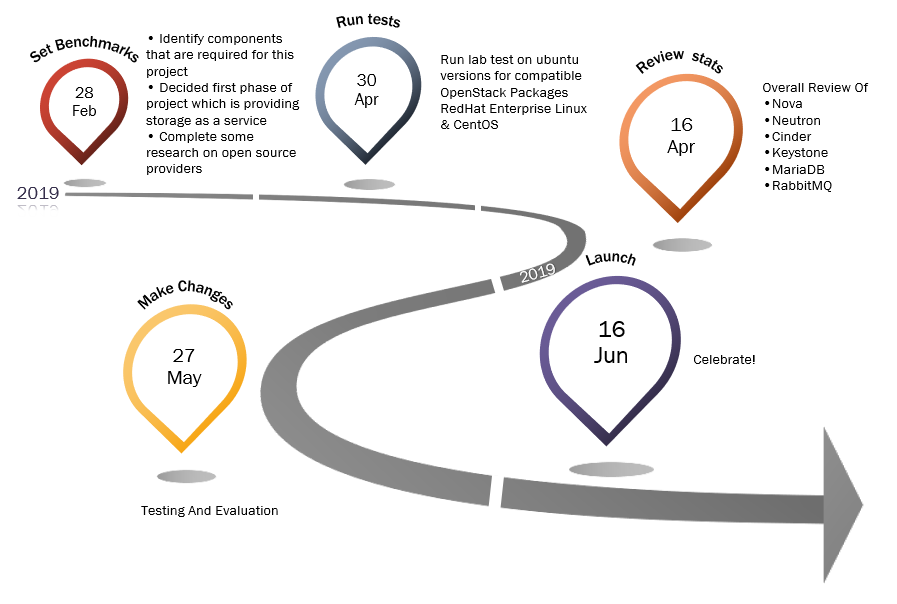 Set Benchmarks
28
Feb
• Identify components
that are required for this
project
• Decided first phase of
project which is providing
storage as a service
• Complete some
research on open source
providers
Run tests
30
Apr
Run lab test on ubuntu
versions for compatible
OpenStack Packages
RedHat Enterprise Linux
& CentOS
Review stats
16
Apr
Overall Review Of
• Nova
• Neutron
• Cinder
• Keystone
• MariaDB
• RabbitMQ
2019
2019
Make Changes
27
May
Testing And Evaluation
Launch
16
Jun
Celebrate!